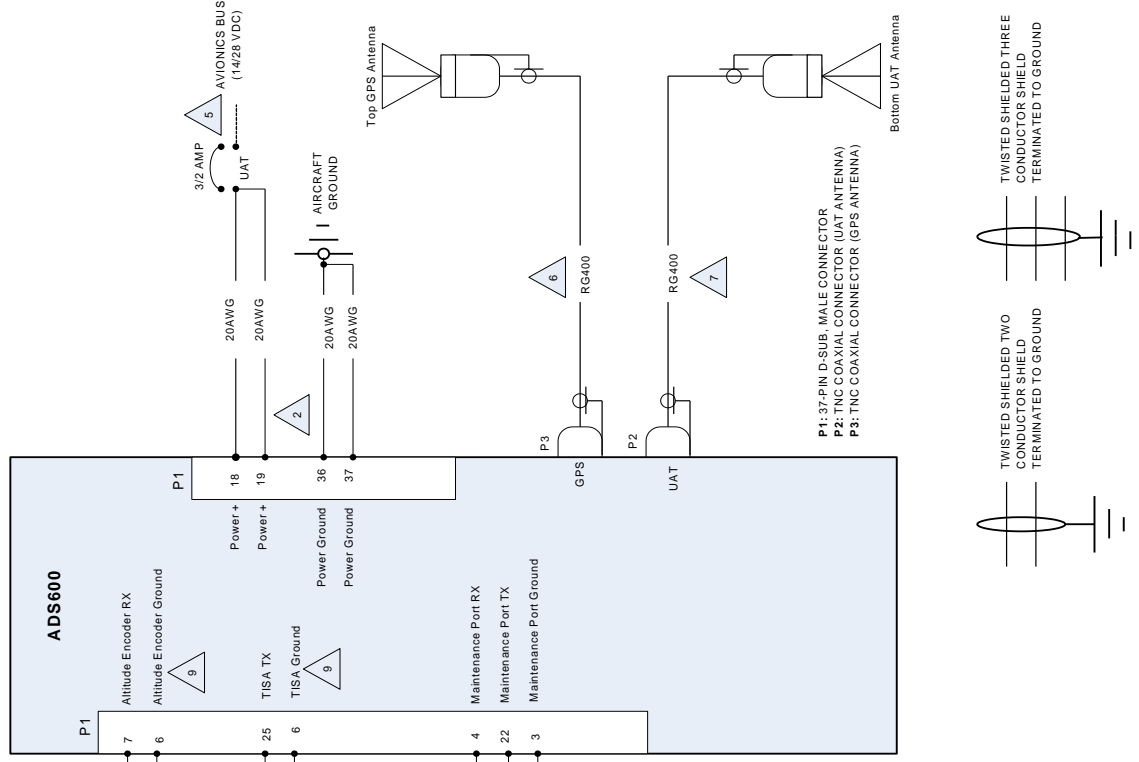 ADS600
P1
7
Altitude Encoder RX
6
Altitude Encoder Ground
9
25
TISA TX
6
TISA Ground
9
4
Maintenance Port RX
22
Maintenance Port TX
3
Maintenance Port Ground
P1
Power +
18
Power +
19
Power Ground
36
Power Ground
37
2
20AWG
20AWG
20AWG
20AWG
3/2 AMP
UAT
5
AVIONICS BUS
(14/28 VDC)
AIRCRAFT
GROUND
GPS
P3
RG400
6
Top GPS Antenna
UAT
P2
RG400
7
Bottom UAT Antenna
P1: 37-PIN D-SUB, MALE CONNECTOR
P2: TNC COAXIAL CONNECTOR (UAT ANTENNA)
P3: TNC COAXIAL CONNECTOR (GPS ANTENNA)
TWISTED SHIELDED TWO
CONDUCTOR SHIELD
TERMINATED TO GROUND
TWISTED SHIELDED THREE
CONDUCTOR SHIELD
TERMINATED TO GROUND